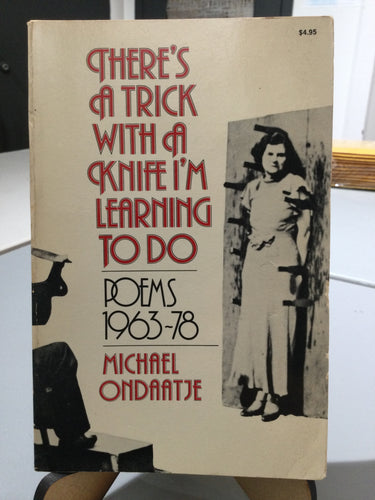 $4.95
THERE'S
A TRICK
WITH A
KNIFE I'M
LEARNING
TO DO
POEMS
1963-78
MICHAEL
ONDAATJE